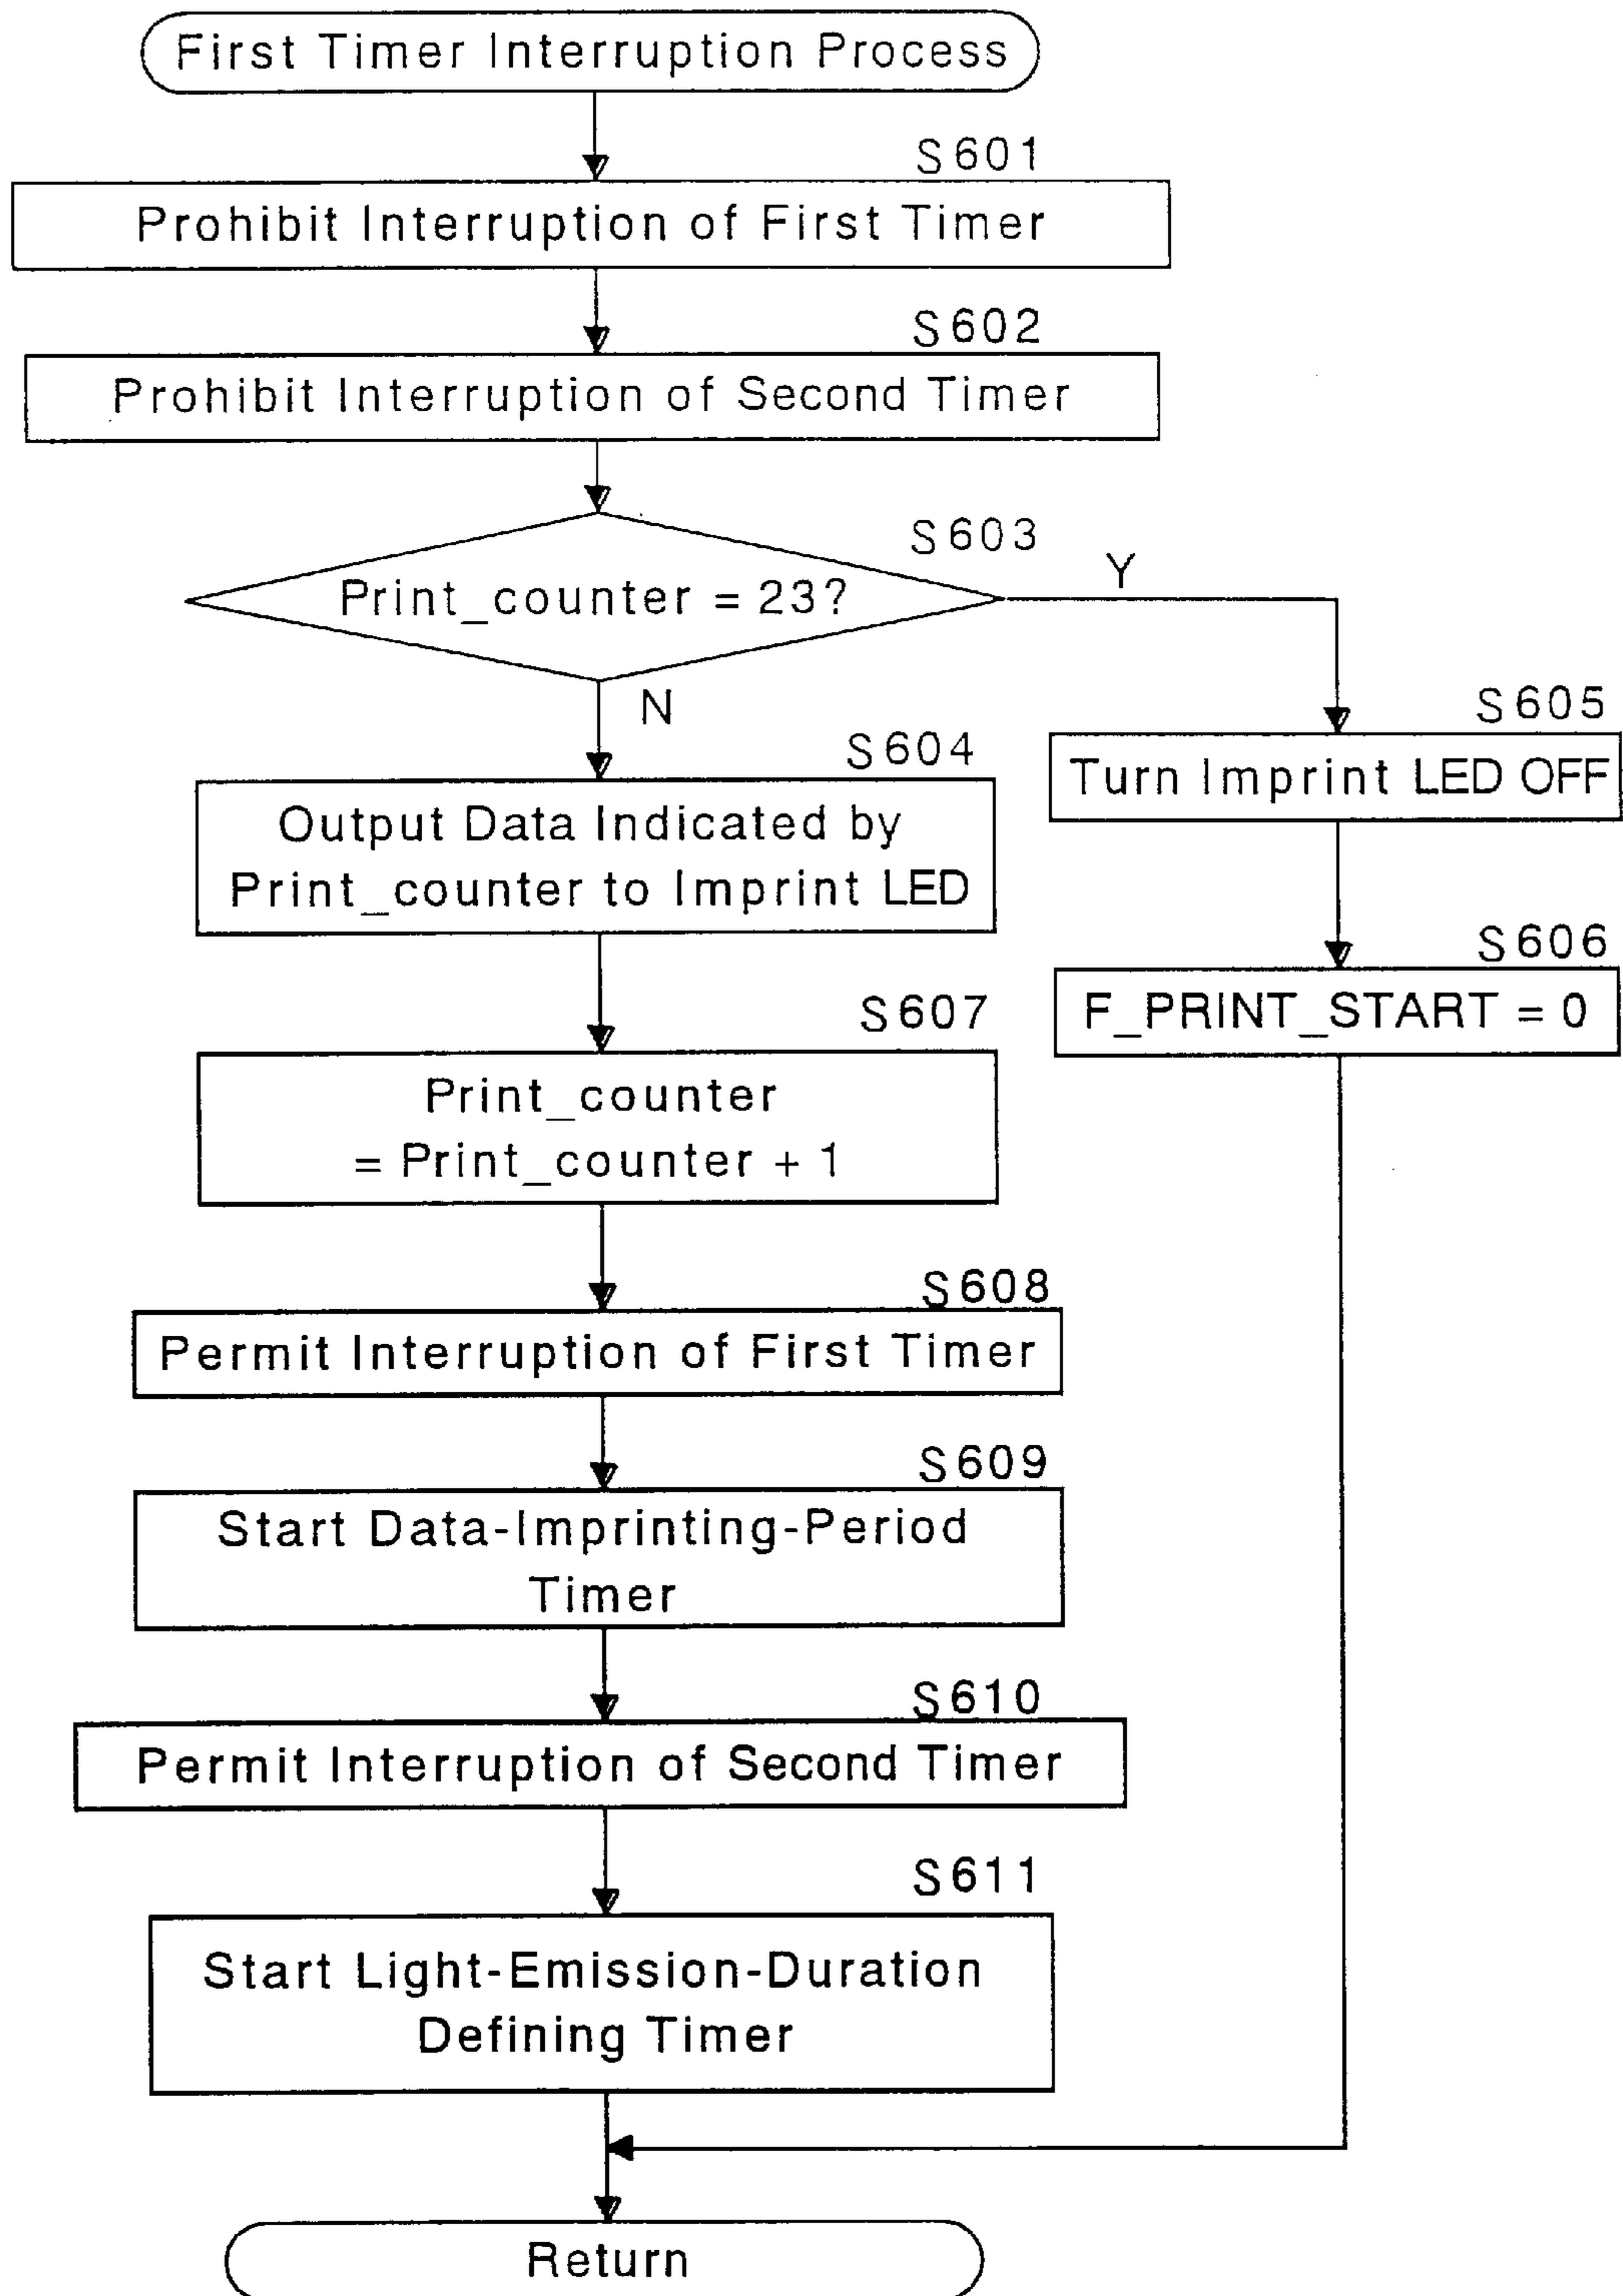 First Timer Interruption Process
S601
Prohibit Interruption of First Timer
S602
Prohibit Interruption of Second Timer
S603
Print_counter = 23?
Y
N
S604
Output Data Indicated by
Print_counter to Imprint LED
S605
Turn Imprint LED OFF
S606
F_PRINT_START = 0
S607
Print_counter
= Print_counter + 1
S608
Permit Interruption of First Timer
S609
Start Data-Imprinting-Period
Timer
S610
Permit Interruption of Second Timer
S611
Start Light-Emission-Duration
Defining Timer
Return